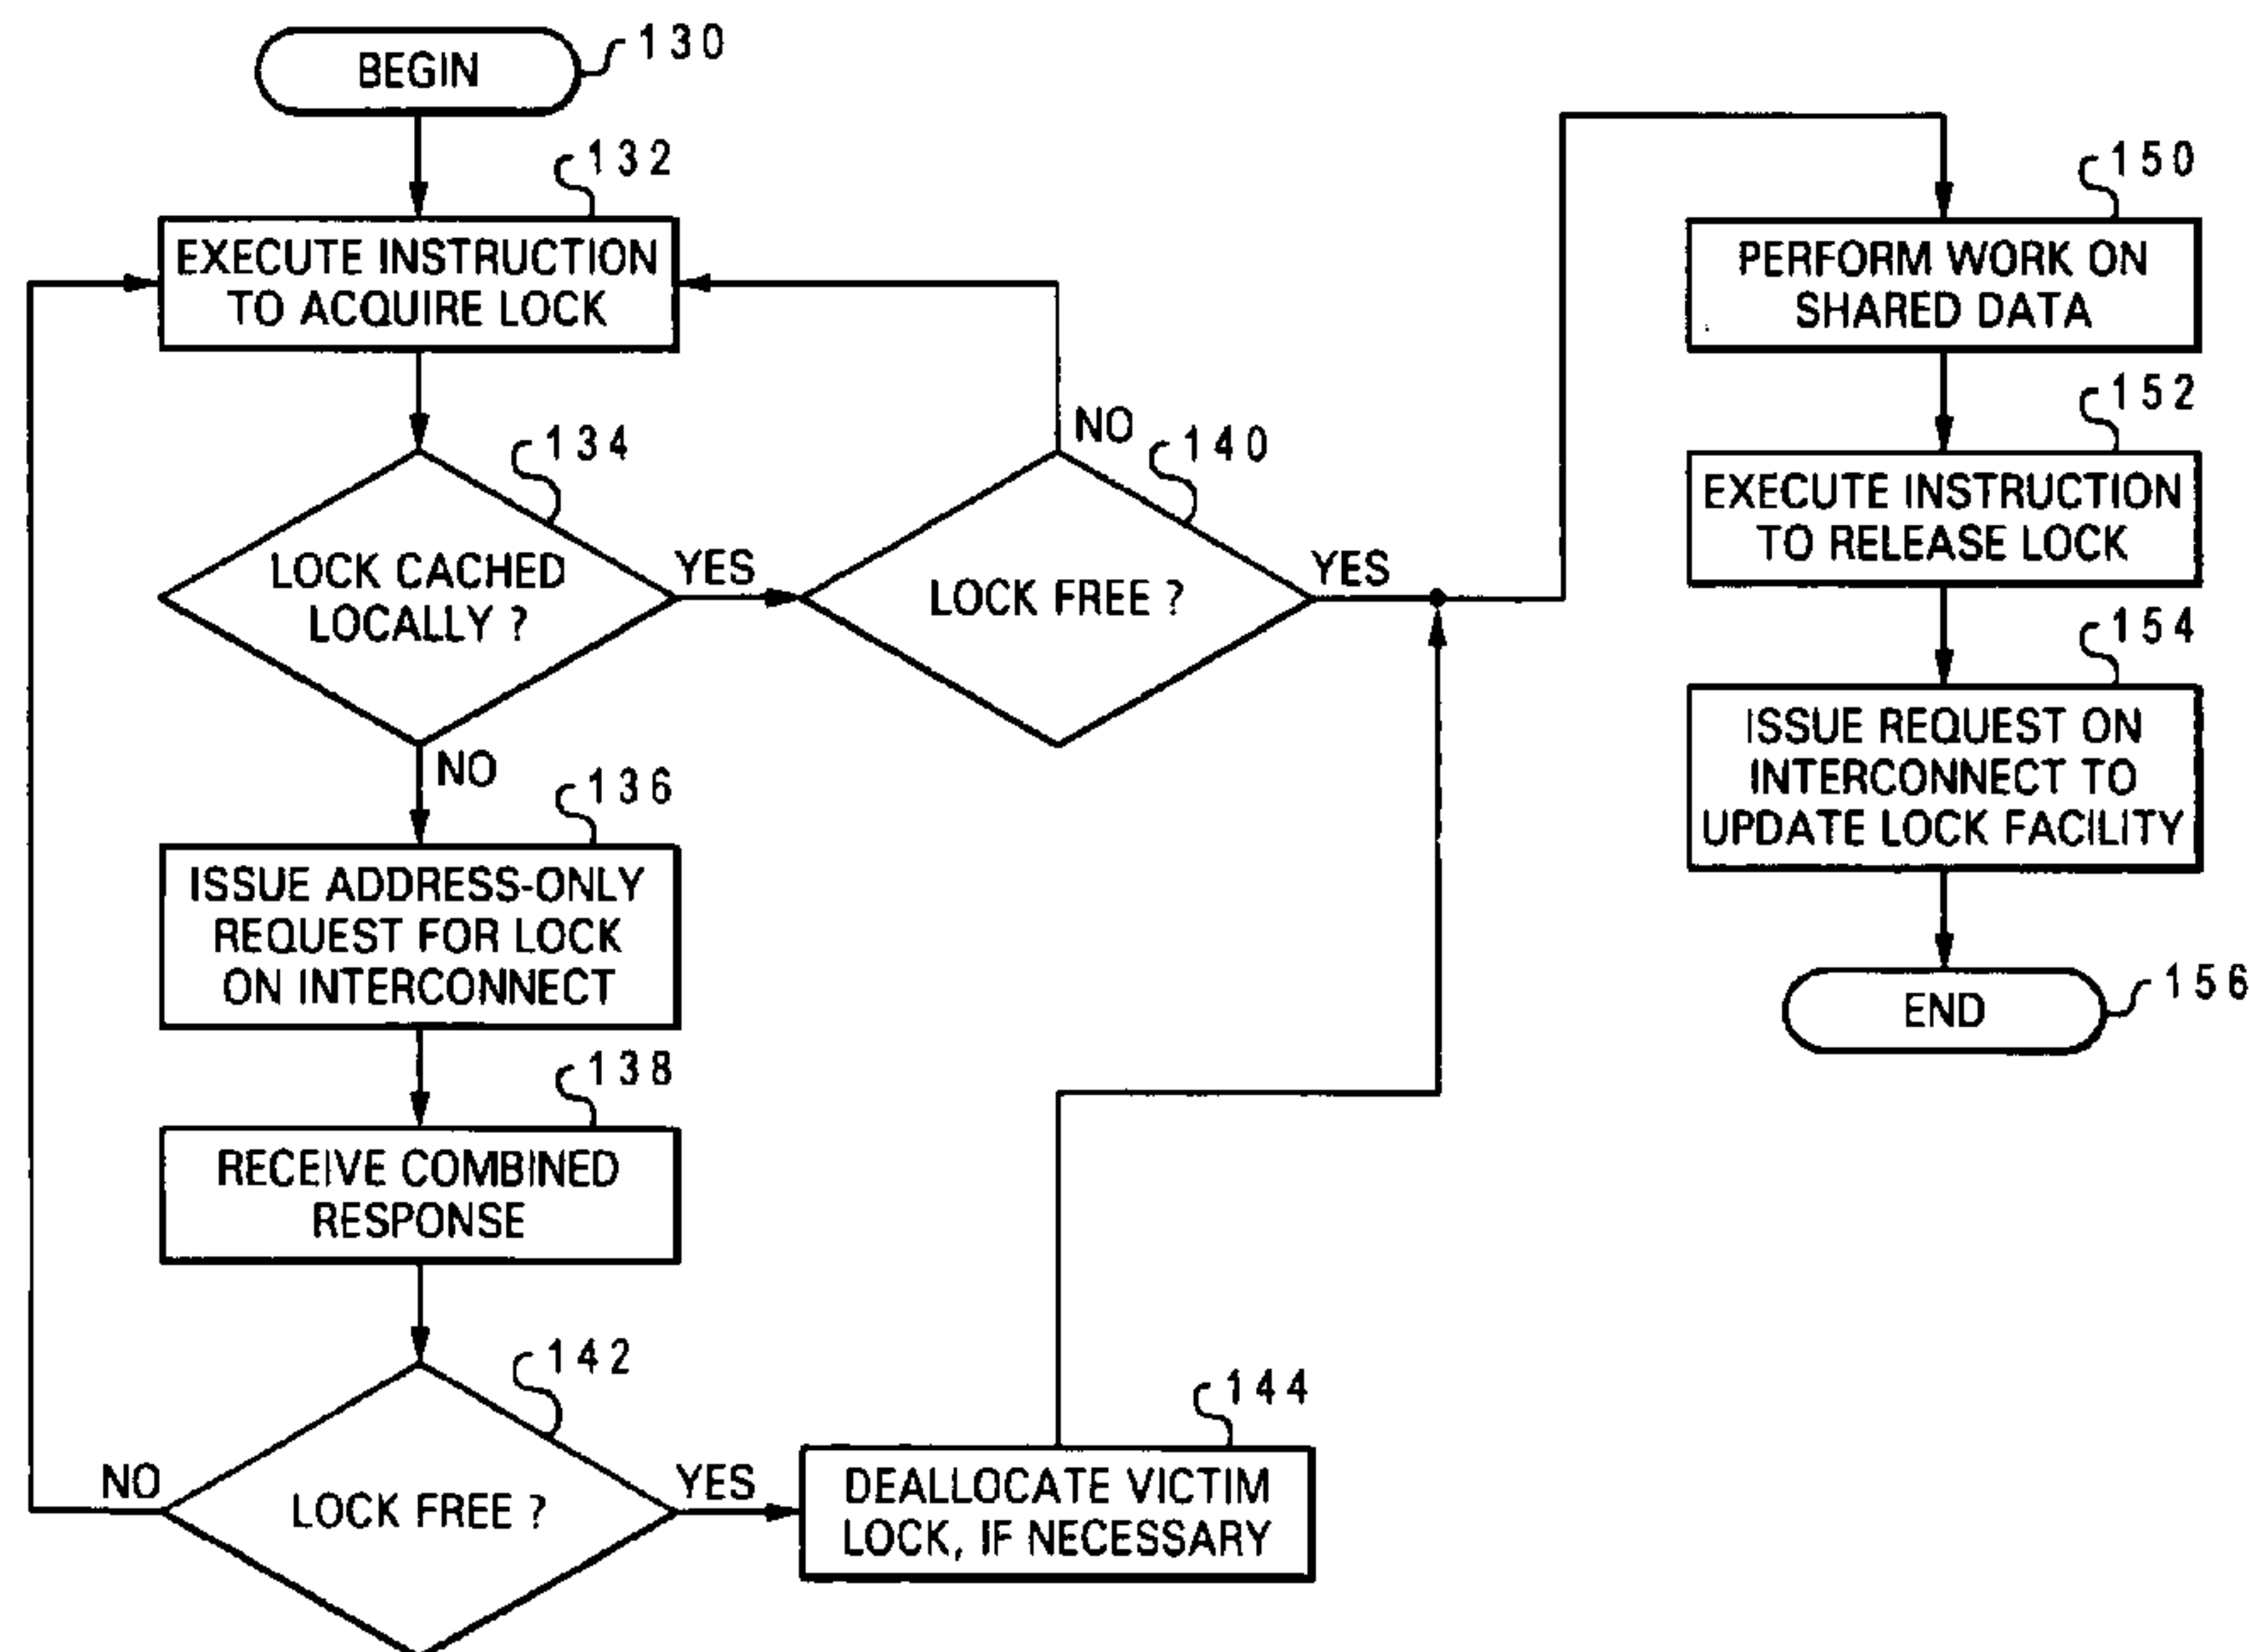 BEGIN
130
132
EXECUTE INSTRUCTION
TO ACQUIRE LOCK
134
LOCK CACHED
LOCALLY ?
YES
NO
140
LOCK FREE ?
NO
YES
136
ISSUE ADDRESS-ONLY
REQUEST FOR LOCK
ON INTERCONNECT
138
RECEIVE COMBINED
RESPONSE
142
LOCK FREE ?
NO
YES
144
DEALLOCATE VICTIM
LOCK, IF NECESSARY
150
PERFORM WORK ON
SHARED DATA
152
EXECUTE INSTRUCTION
TO RELEASE LOCK
154
ISSUE REQUEST ON
INTERCONNECT TO
UPDATE LOCK FACILITY
END
156